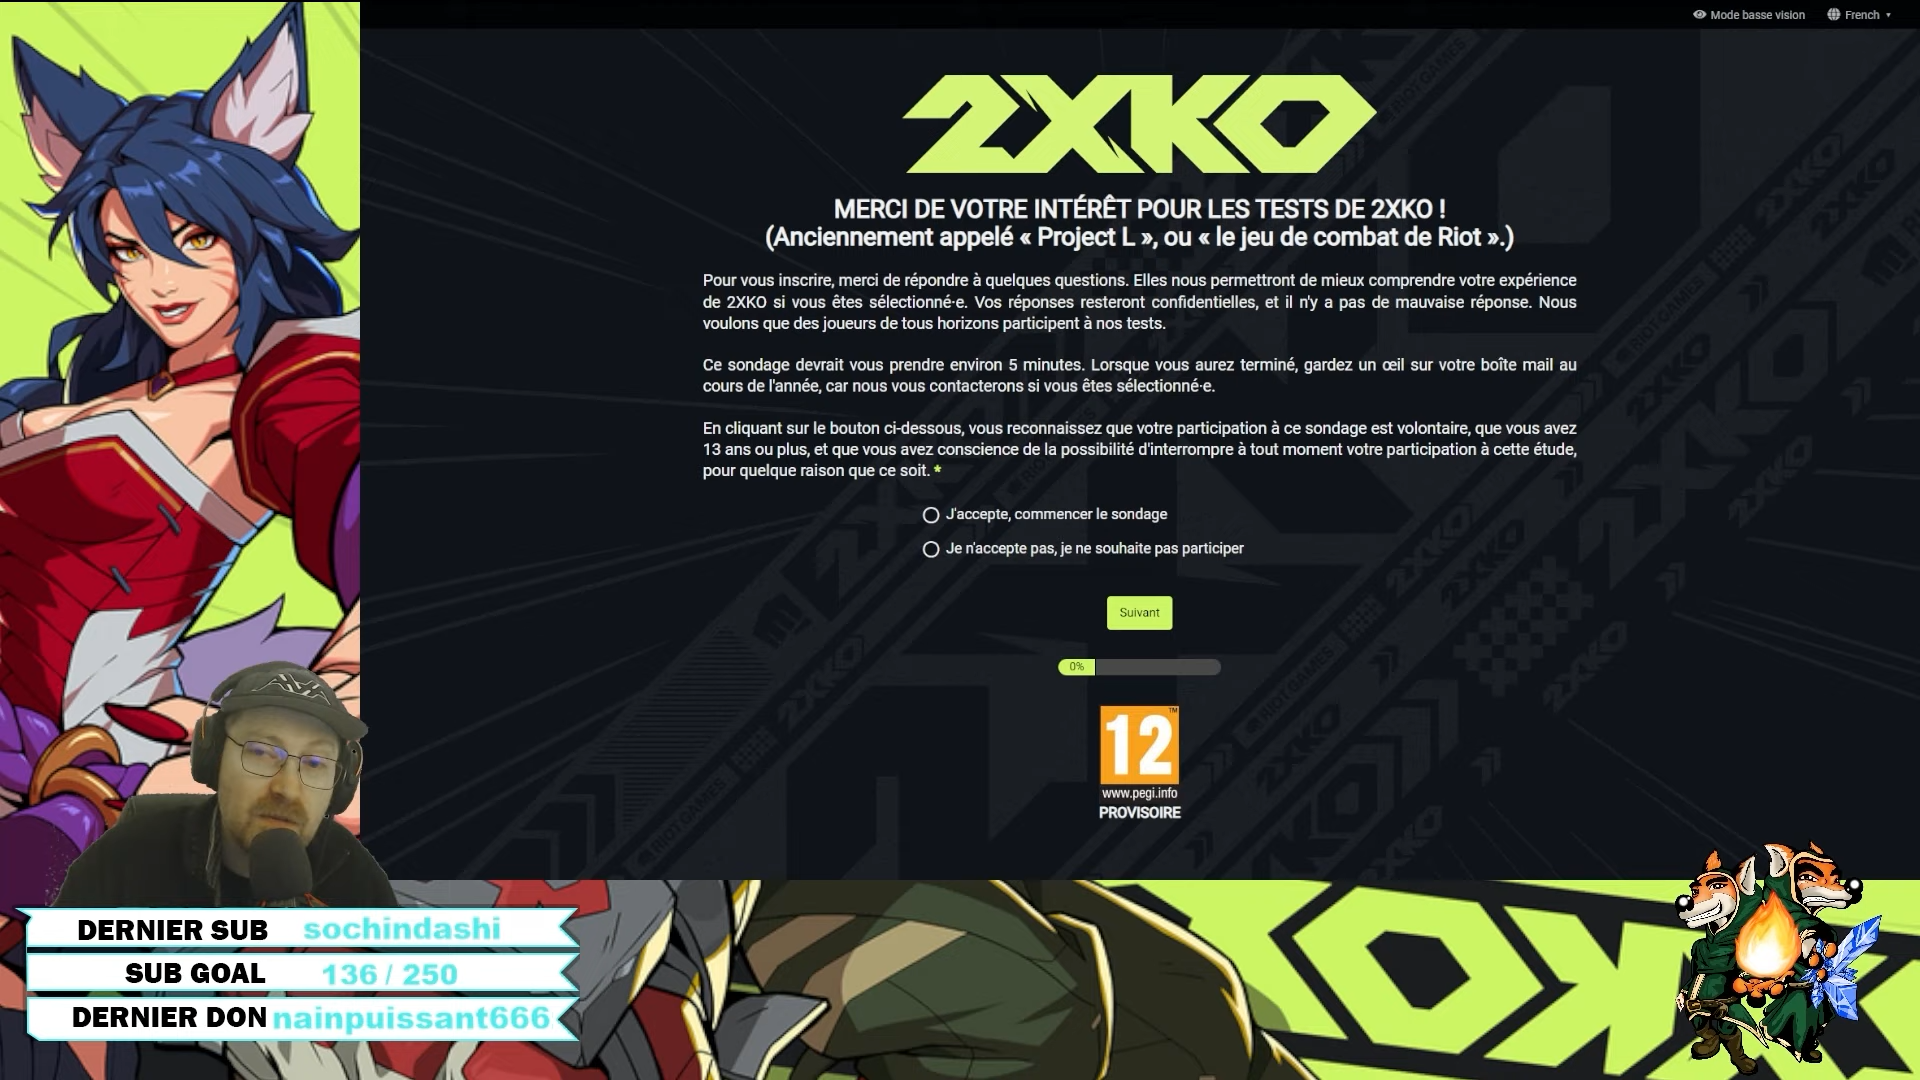 Mode basse vision
French
2XKO
MERCI DE VOTRE INTÉRÊT POUR LES TESTS DE 2XKO !
(Anciennement appelé « Project L », ou « le jeu de combat de Riot ».)
Pour vous inscrire, merci de répondre à quelques questions. Elles nous permettront de mieux comprendre votre expérience
de 2XKO si vous êtes sélectionné·e. Vos réponses resteront confidentielles, et il n'y a pas de mauvaise réponse. Nous
voulons que des joueurs de tous horizons participent à nos tests.
Ce sondage devrait vous prendre environ 5 minutes. Lorsque vous aurez terminé, gardez un œil sur votre boîte mail au
cours de l'année, car nous vous contacterons si vous êtes sélectionné·e.
En cliquant sur le bouton ci-dessous, vous reconnaissez que votre participation à ce sondage est volontaire, que vous avez
13 ans ou plus, et que vous avez conscience de la possibilité d'interrompre à tout moment votre participation à cette étude,
pour quelque raison que ce soit. *
J'accepte, commencer le sondage
Je n'accepte pas, je ne souhaite pas participer
Suivant
0%
12 ™
www.pegi.info
PROVISOIRE
DERNIER SUB sochindashi
SUB GOAL 136 / 250
DERNIER DON nainpuissant666